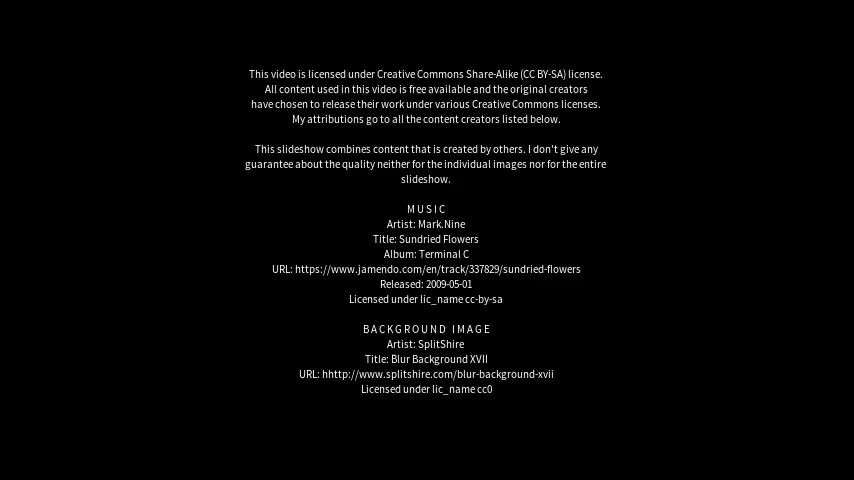 This video is licensed under Creative Commons Share-Alike (CC BY-SA) license.
All content used in this video is free available and the original creators
have chosen to release their work under various Creative Commons licenses.
My attributions go to all the content creators listed below.
This slideshow combines content that is created by others. I don't give any
guarantee about the quality neither for the individual images nor for the entire
slideshow.
MUSIC
Artist: Mark.Nine
Title: Sundried Flowers
Album: Terminal C
URL: https://www.jamendo.com/en/track/337829/sundried-flowers
Released: 2009-05-01
Licensed under lic_name cc-by-sa
BACKGROUND IMAGE
Artist: SplitShire
Title: Blur Background XVII
URL: hhttp://www.splitshire.com/blur-background-xvii
Licensed under lic_name cc0